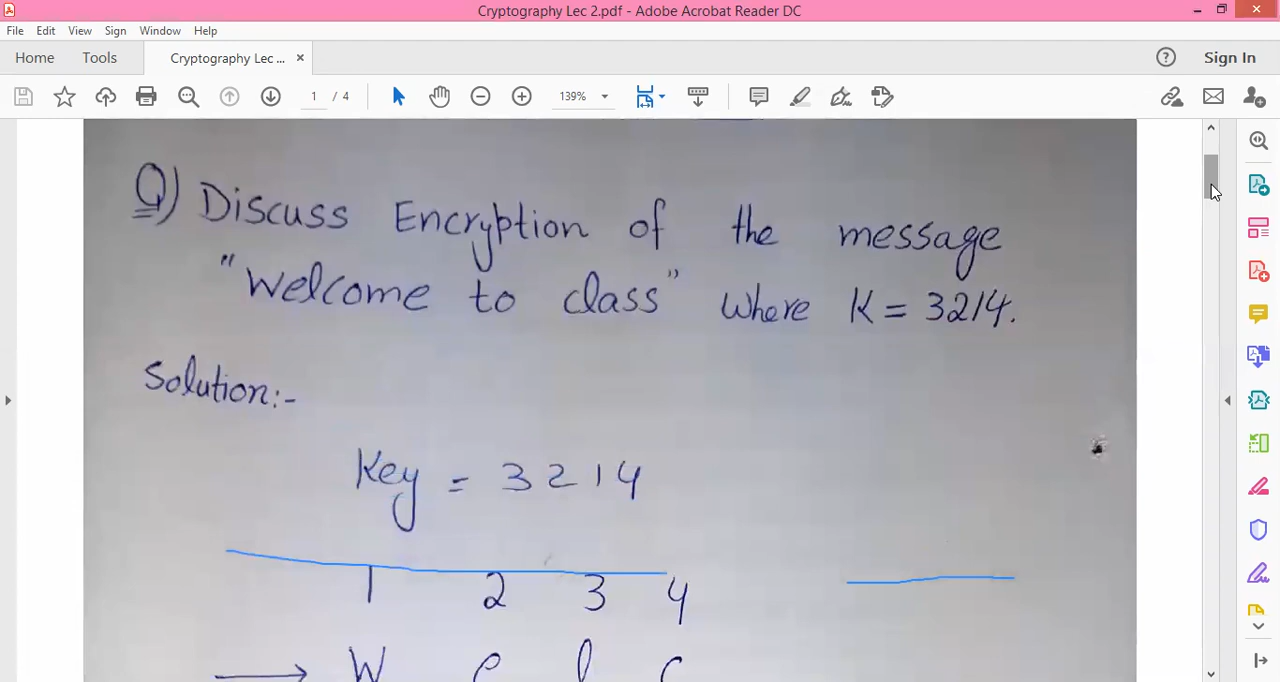 Cryptography Lec 2.pdf - Adobe Acrobat Reader DC
File Edit View Sign Window Help
Home Tools Cryptography Lec ... × Sign In
1 / 4 139%
Q) Discuss Encryption of the message
"Welcome to class" where K = 3214.
Solution:-
Key = 3214
1 2 3 4
→ W e l c